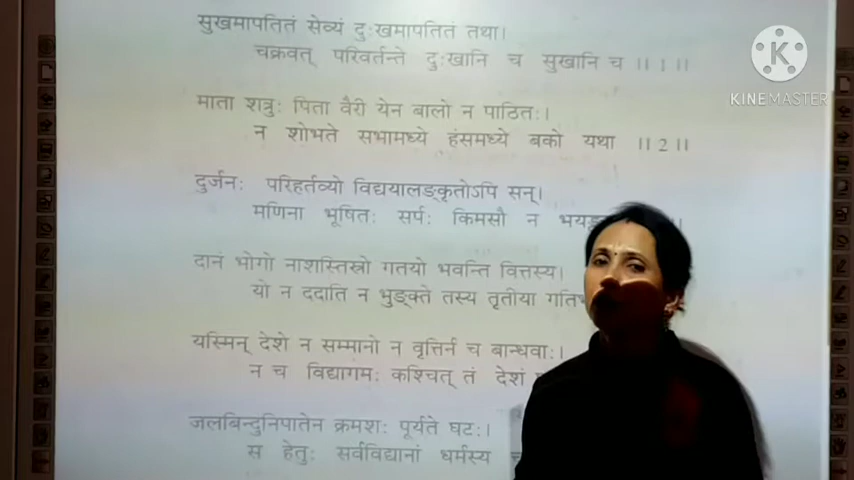 सुखमापतितं सेव्यं दुःखमापतितं तथा।
चक्रवत् परिवर्तन्ते दुःखानि च सुखानि च ।। 1 ।।
माता शत्रुः पिता वैरी येन बालो न पाठितः।
न शोभते सभामध्ये हंसमध्ये बको यथा ।। 2 ।।
दुर्जनः परिहर्तव्यो विद्ययालङ्कृतोऽपि सन्।
मणिना भूषितः सर्पः किमसौ न
दानं भोगो नाशस्तिस्रो गतयो भवन्ति वित्तस्य।
यो न ददाति न भुङ्क्ते तस्य तृतीया
यस्मिन् देशे न सम्मानो न वृत्तिर्न च बान्धवाः।
न च विद्यागमः कश्चित् तं देशं
जलबिन्दुनिपातेन क्रमशः पूर्यते घटः।
स हेतुः सर्वविद्यानां धर्मस्य
K
KINEMASTER